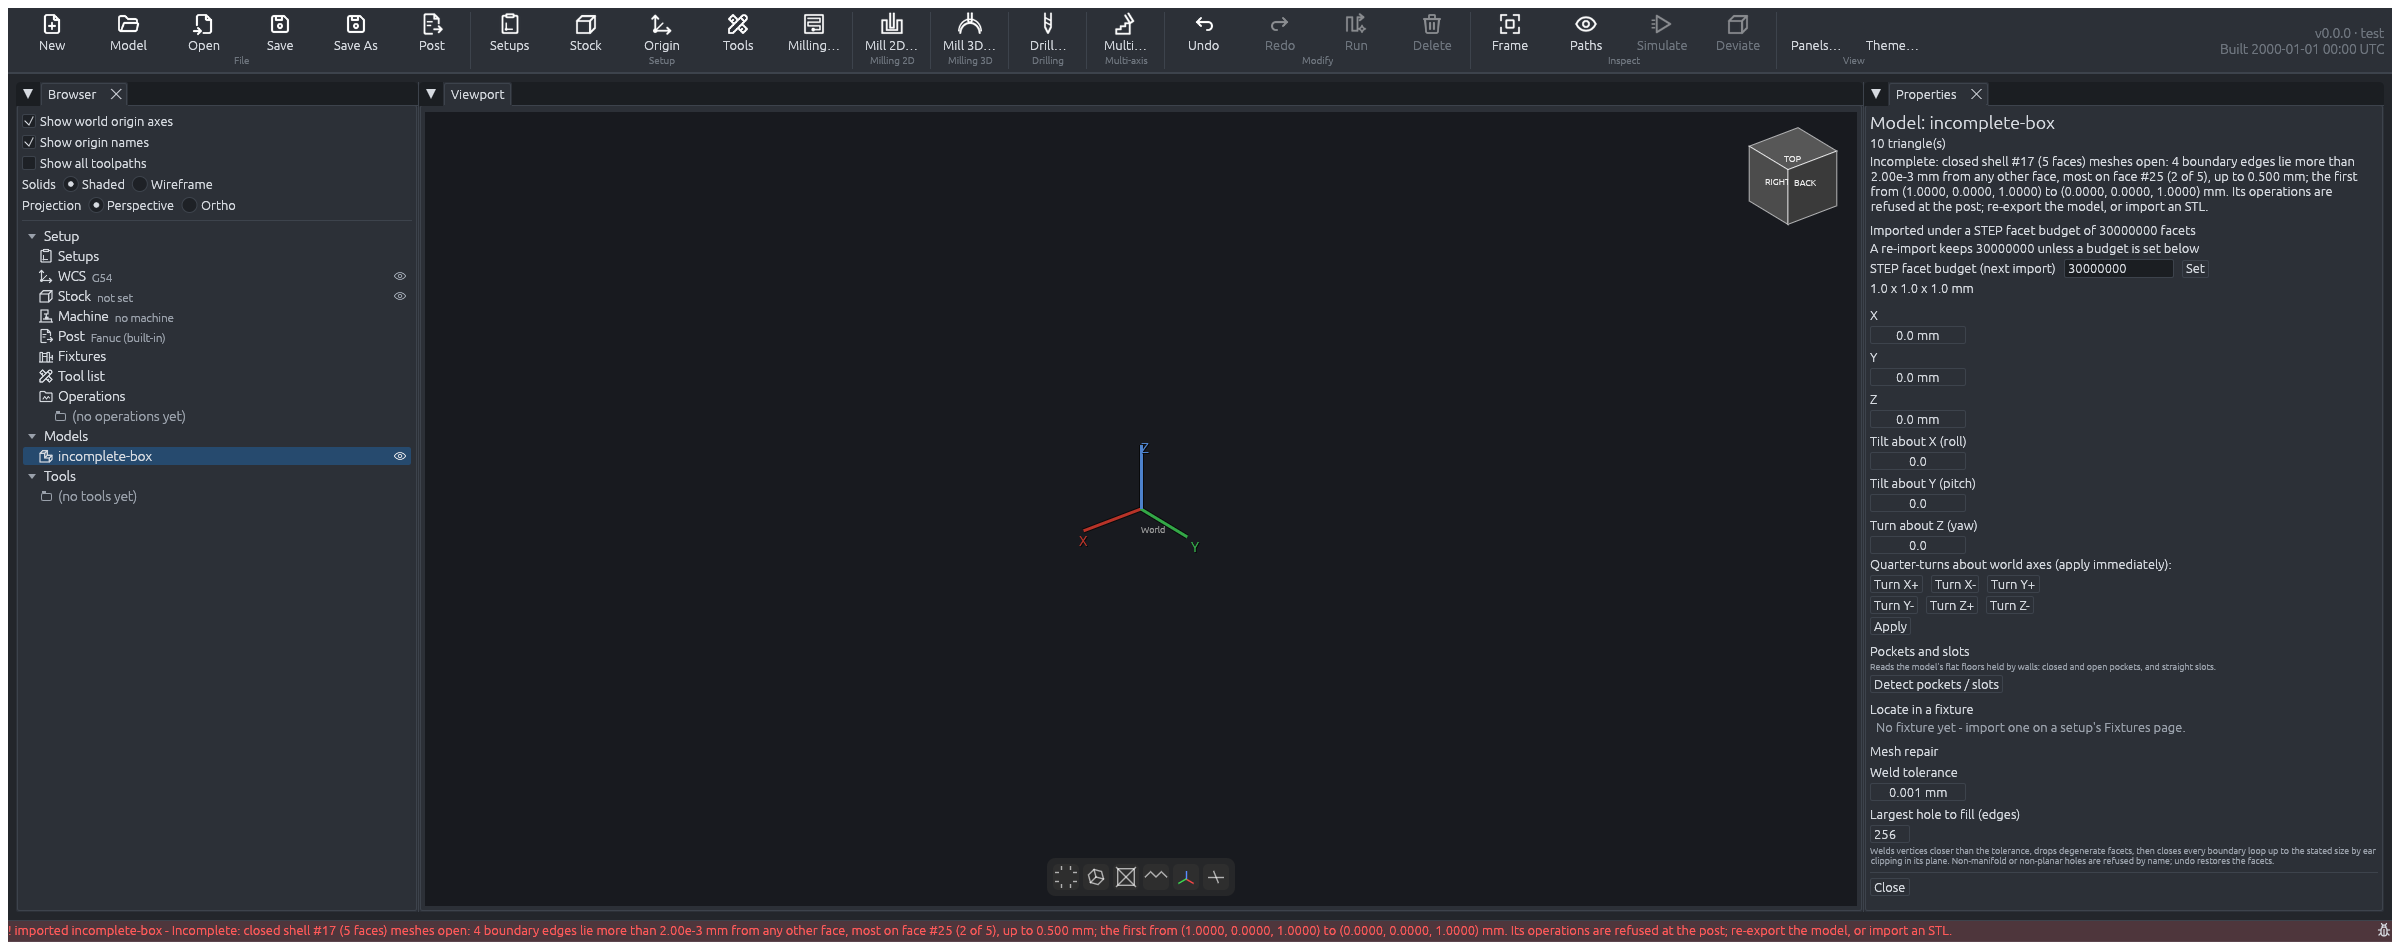 New Model Open Save Save As Post Setups Stock Origin Tools Milling... Mill 2D... Mill 3D... Drill... Multi... Undo Redo Run Delete Frame Paths Simulate Deviate Panels... Theme...
File Setup Milling 2D Milling 3D Drilling Multi-axis Modify Inspect View
v0.0.0 · test
Built 2000-01-01 00:00 UTC
Browser
Show world origin axes
Show origin names
Show all toolpaths
Solids Shaded Wireframe
Projection Perspective Ortho
Setup
Setups
WCS G54
Stock not set
Machine no machine
Post Fanuc (built-in)
Fixtures
Tool list
Operations
(no operations yet)
Models
incomplete-box
Tools
(no tools yet)
Viewport
TOP
RIGHT BACK
Z
World
X
Y
Properties
Model: incomplete-box
10 triangle(s)
Incomplete: closed shell #17 (5 faces) meshes open: 4 boundary edges lie more than
2.00e-3 mm from any other face, most on face #25 (2 of 5), up to 0.500 mm; the first
from (1.0000, 0.0000, 1.0000) to (0.0000, 0.0000, 1.0000) mm. Its operations are
refused at the post; re-export the model, or import an STL.
Imported under a STEP facet budget of 30000000 facets
A re-import keeps 30000000 unless a budget is set below
STEP facet budget (next import) 30000000 Set
1.0 x 1.0 x 1.0 mm
X
0.0 mm
Y
0.0 mm
Z
0.0 mm
Tilt about X (roll)
0.0
Tilt about Y (pitch)
0.0
Turn about Z (yaw)
0.0
Quarter-turns about world axes (apply immediately):
Turn X+ Turn X- Turn Y+
Turn Y- Turn Z+ Turn Z-
Apply
Pockets and slots
Reads the model's flat floors held by walls: closed and open pockets, and straight slots.
Detect pockets / slots
Locate in a fixture
No fixture yet - import one on a setup's Fixtures page.
Mesh repair
Weld tolerance
0.001 mm
Largest hole to fill (edges)
256
Welds vertices closer than the tolerance, drops degenerate facets, then closes every boundary loop up to the stated size by ear
clipping in its plane. Non-manifold or non-planar holes are refused by name; undo restores the facets.
Close
! imported incomplete-box - Incomplete: closed shell #17 (5 faces) meshes open: 4 boundary edges lie more than 2.00e-3 mm from any other face, most on face #25 (2 of 5), up to 0.500 mm; the first from (1.0000, 0.0000, 1.0000) to (0.0000, 0.0000, 1.0000) mm. Its operations are refused at the post; re-export the model, or import an STL.